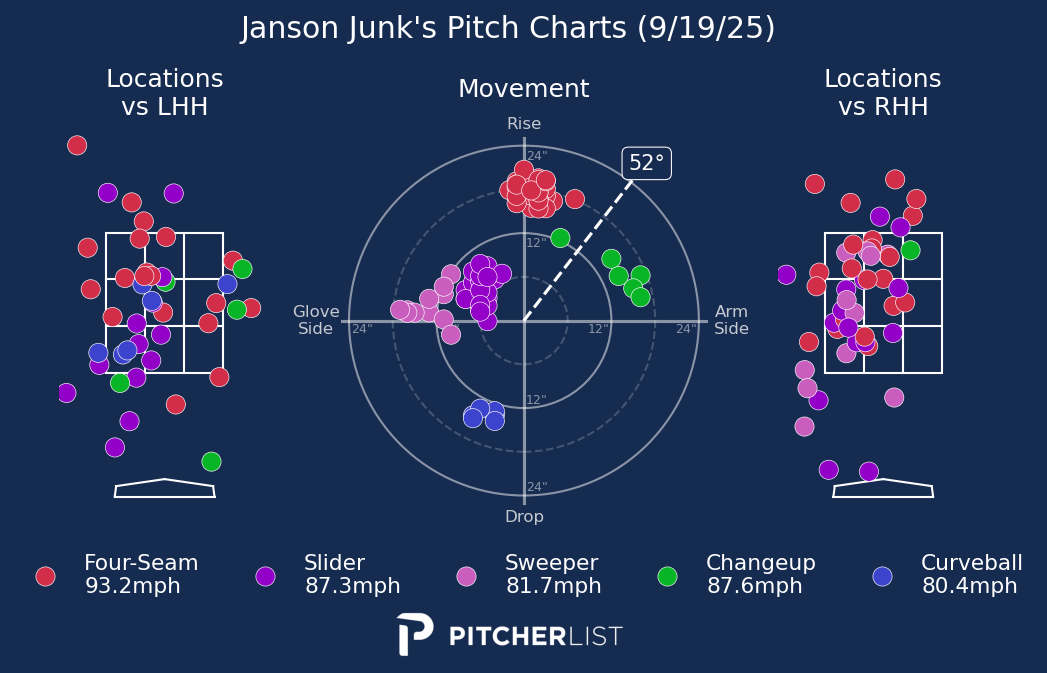 Janson Junk's Pitch Charts (9/19/25)
Locations
vs LHH
Movement
Locations
vs RHH
Rise
24"
52°
12"
Glove
Side
24"
12"
24"
Arm
Side
12"
24"
Drop
Four-Seam
93.2mph
Slider
87.3mph
Sweeper
81.7mph
Changeup
87.6mph
Curveball
80.4mph
PITCHERLIST